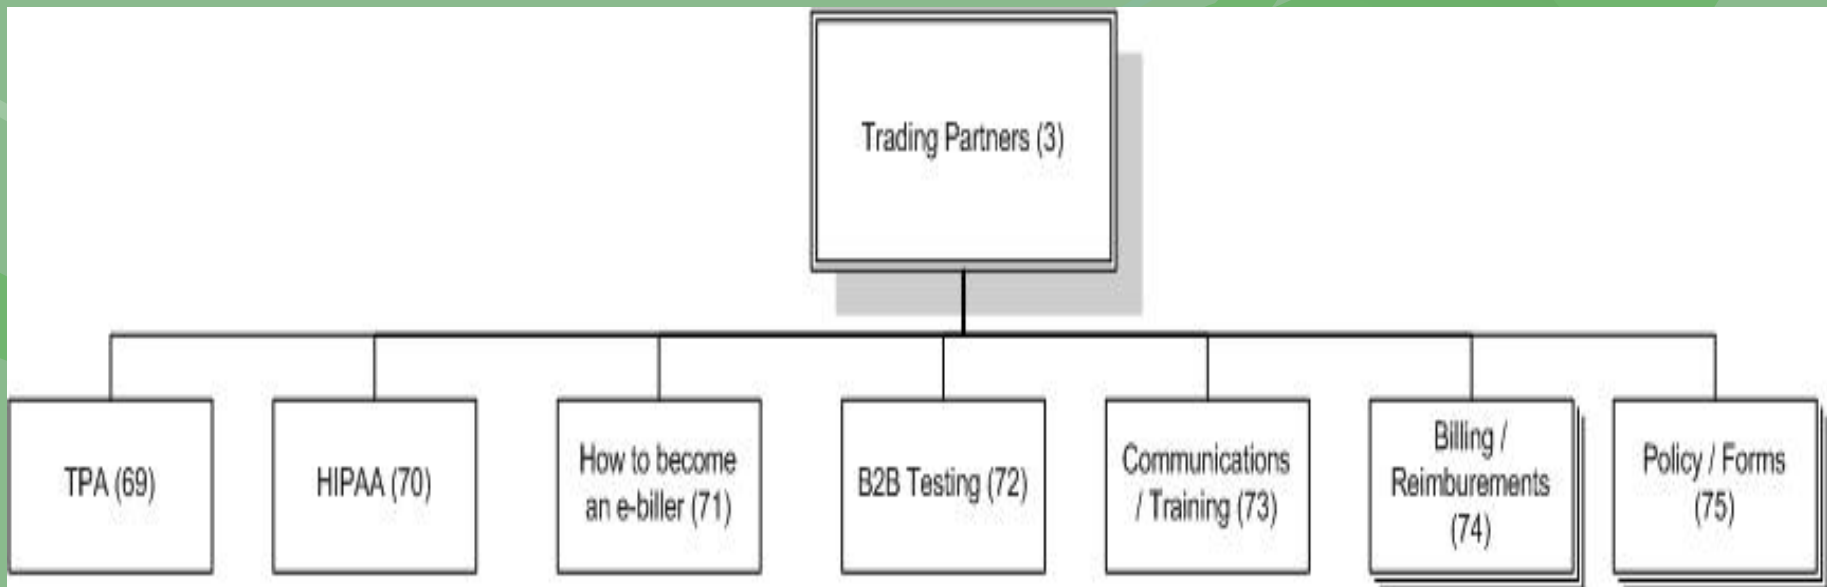 Trading Partners (3)
TPA (69)
HIPAA (70)
How to become
an e-biller (71)
B2B Testing (72)
Communications
/ Training (73)
Billing /
Reimburements
(74)
Policy / Forms
(75)